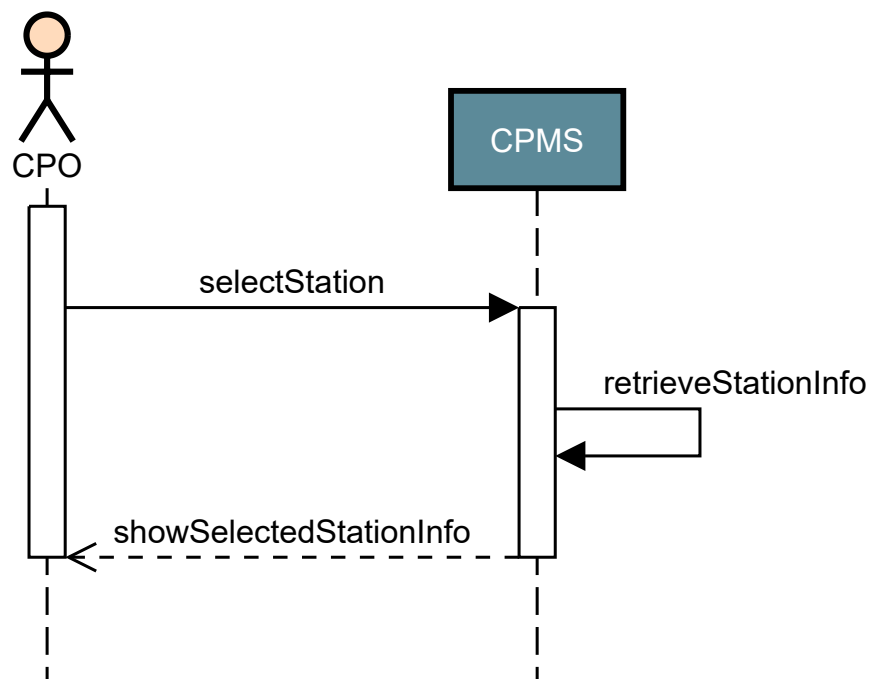 CPO
CPMS
selectStation
retrieveStationInfo
showSelectedStationInfo